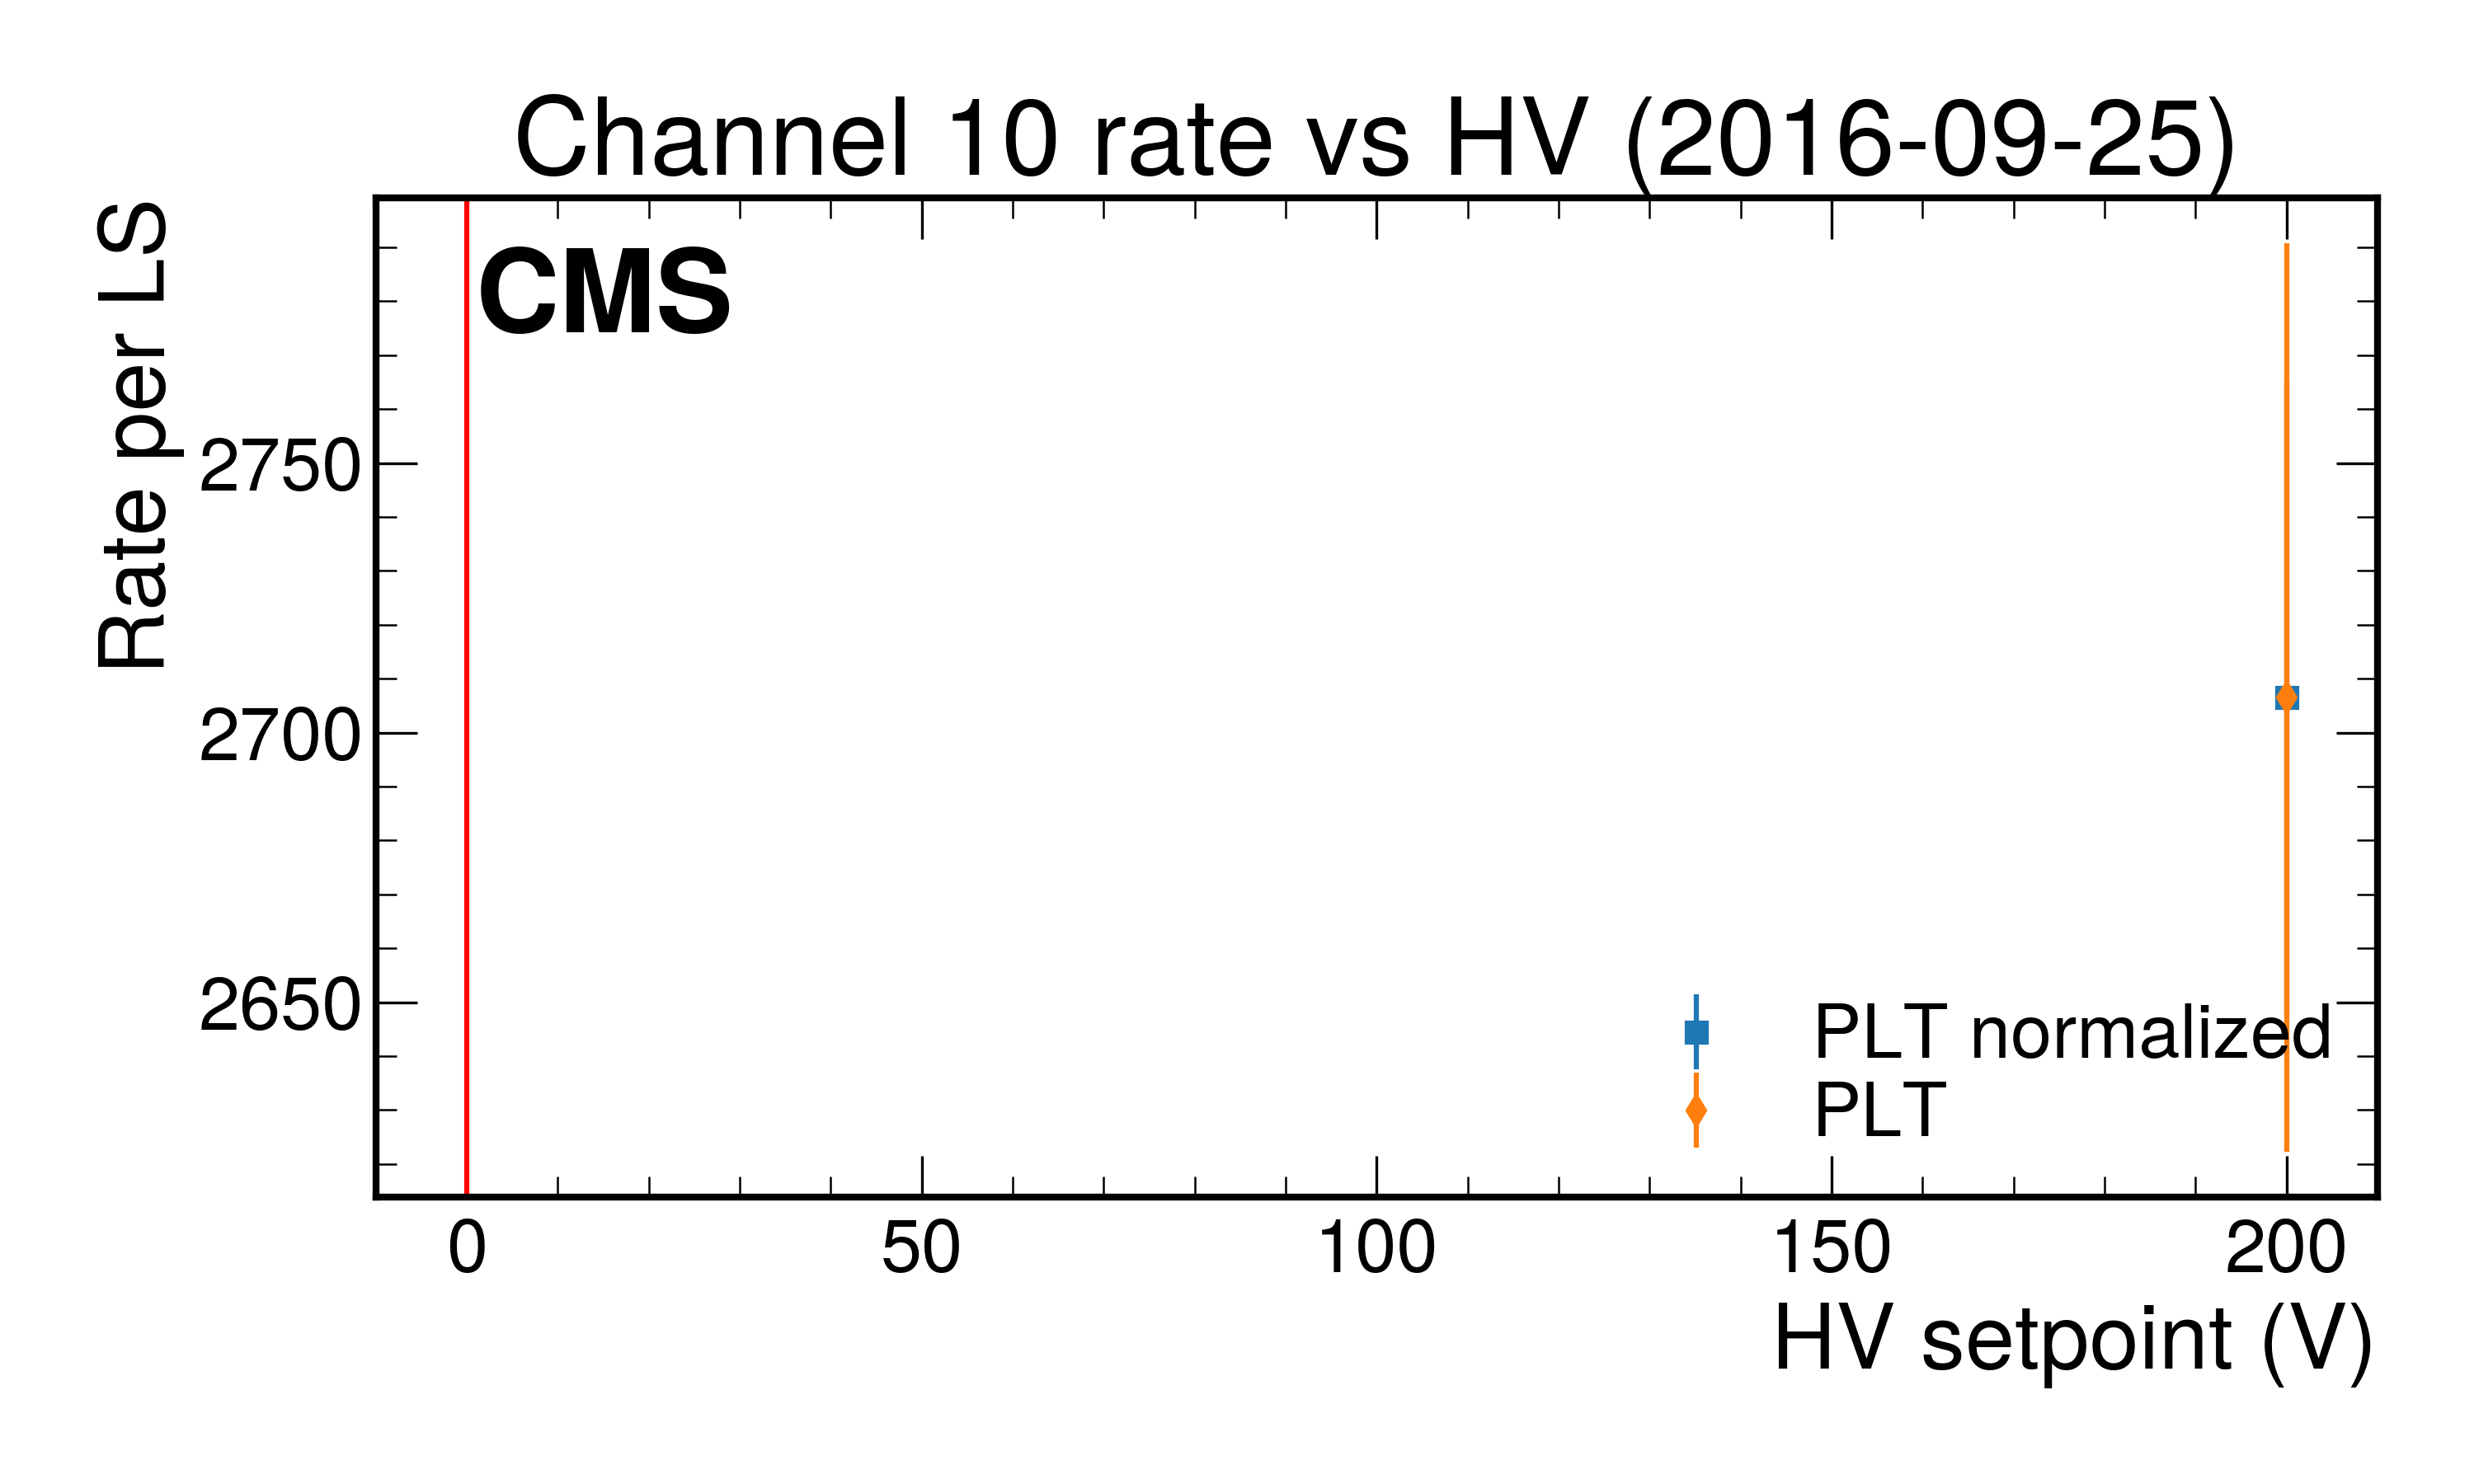 Channel 10 rate vs HV (2016-09-25)
CMS
Rate per LS
2750
2700
2650
PLT normalized
PLT
0 50 100 150 200
HV setpoint (V)